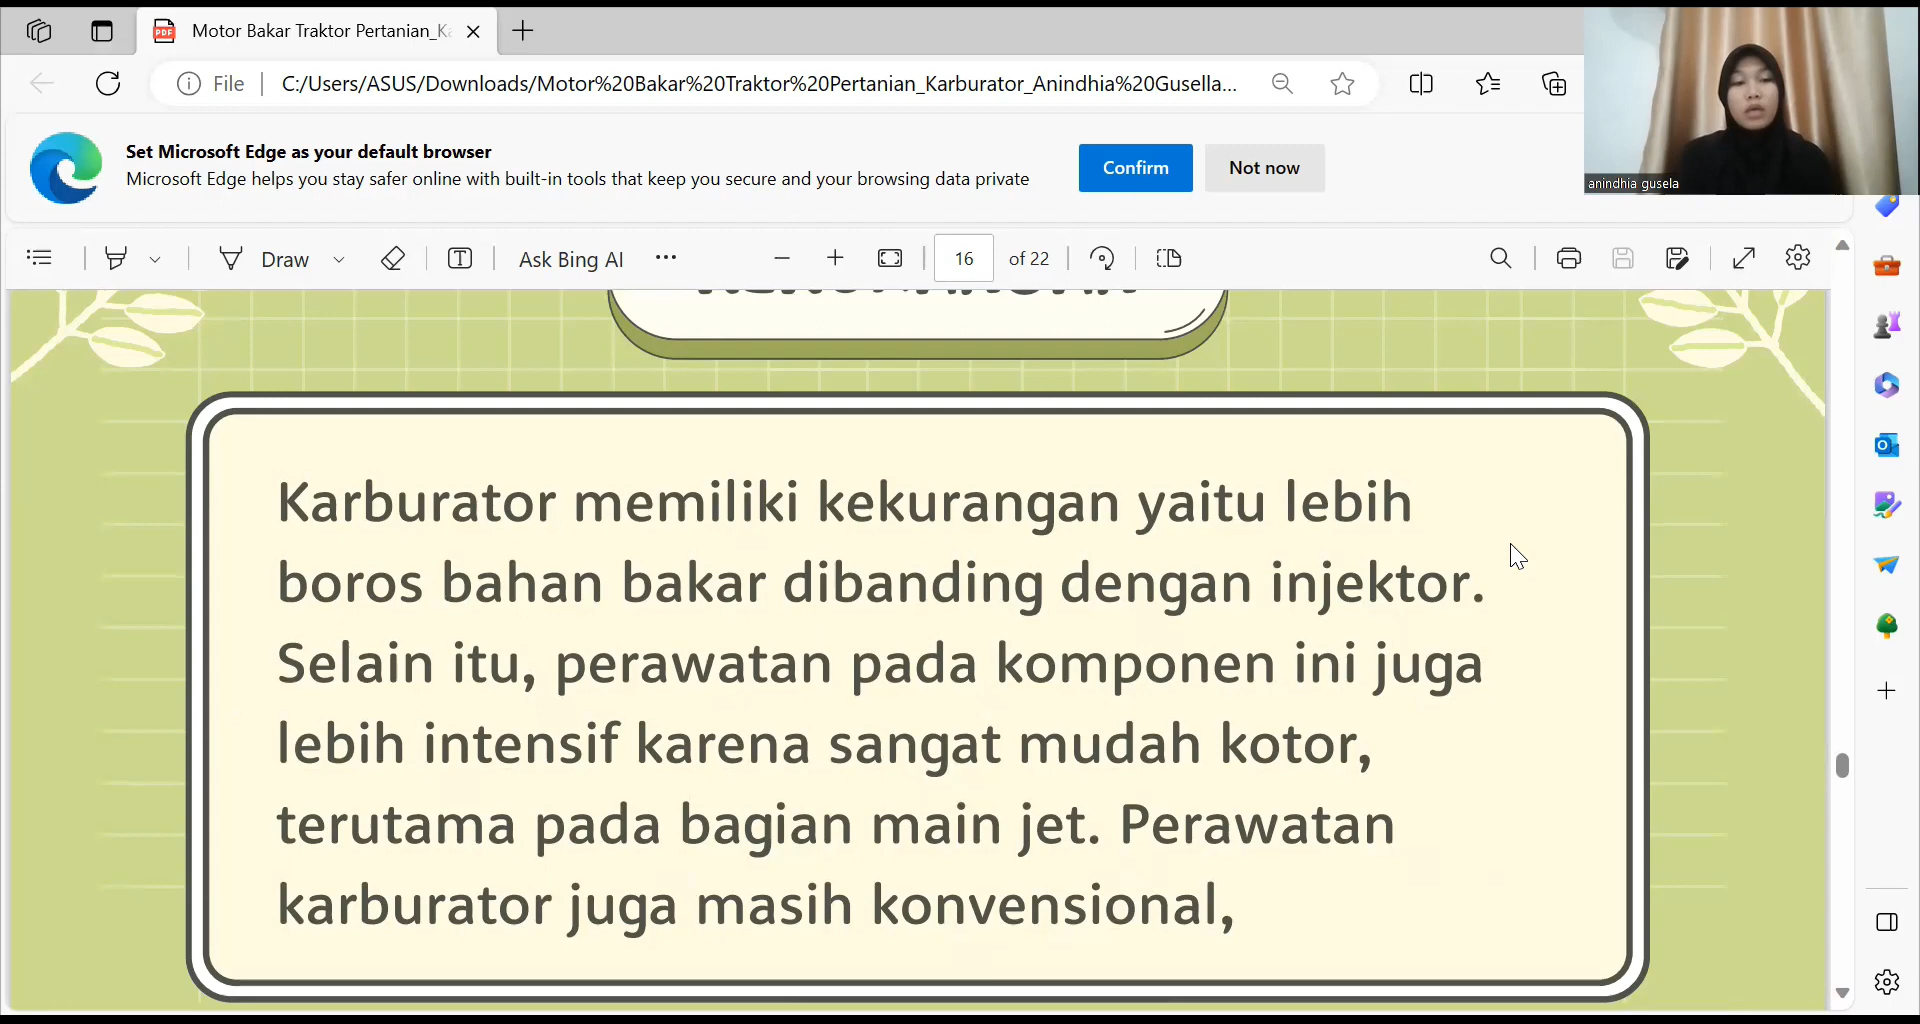 Motor Bakar Traktor Pertanian_Ka
File
C:/Users/ASUS/Downloads/Motor%20Bakar%20Traktor%20Pertanian_Karburator_Anindhia%20Gusella...
Set Microsoft Edge as your default browser
Microsoft Edge helps you stay safer online with built-in tools that keep you secure and your browsing data private
Confirm
Not now
anindhia gusela
Draw
Ask Bing AI
16
of 22
Karburator memiliki kekurangan yaitu lebih
boros bahan bakar dibanding dengan injektor.
Selain itu, perawatan pada komponen ini juga
lebih intensif karena sangat mudah kotor,
terutama pada bagian main jet. Perawatan
karburator juga masih konvensional,